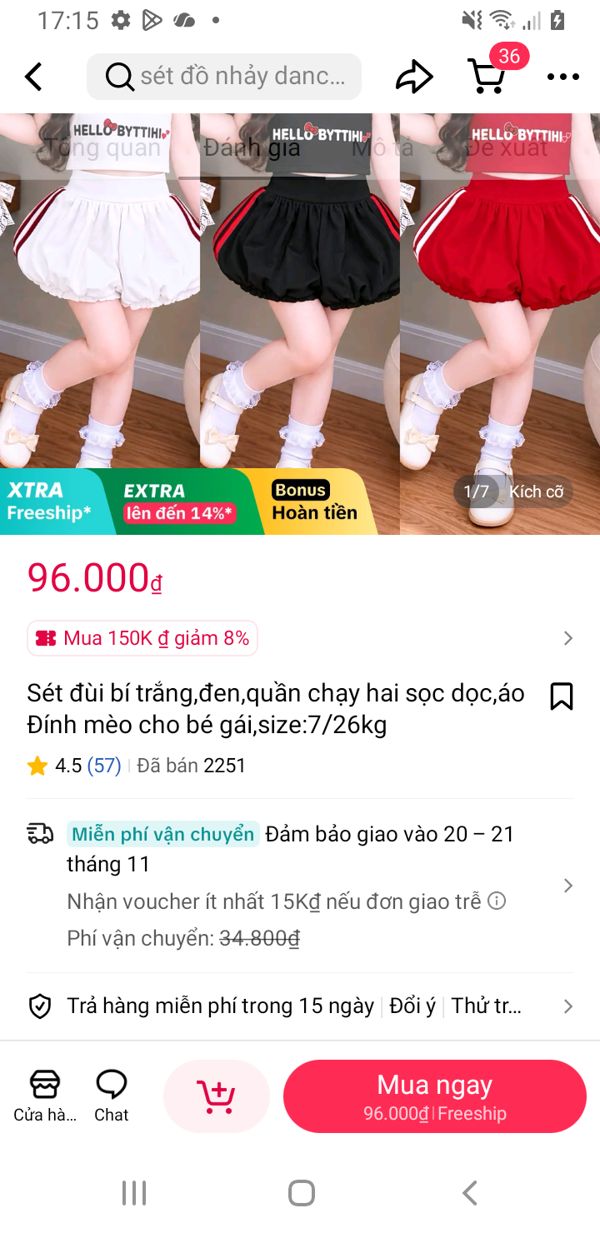 17:15
sét đồ nhảy danc...
36
HELLO BYTTIHI
HELLO BYTTIHI
HELLO BYTTIHI
Tổng quan
Đánh giá
Mô tả
Đề xuất
XTRA
Freeship*
EXTRA
lên đến 14%*
Bonus
Hoàn tiền
1/7
Kích cỡ
96.000₫
Mua 150K ₫ giảm 8%
Sét đùi bí trắng,đen,quần chạy hai sọc dọc,áo
Đính mèo cho bé gái,size:7/26kg
4.5 (57)
Đã bán 2251
Miễn phí vận chuyển Đảm bảo giao vào 20 – 21
tháng 11
Nhận voucher ít nhất 15K₫ nếu đơn giao trễ
Phí vận chuyển: 34.800₫
Trả hàng miễn phí trong 15 ngày
Đổi ý
Thử tr...
Cửa hà...
Chat
Mua ngay
96.000₫
Freeship